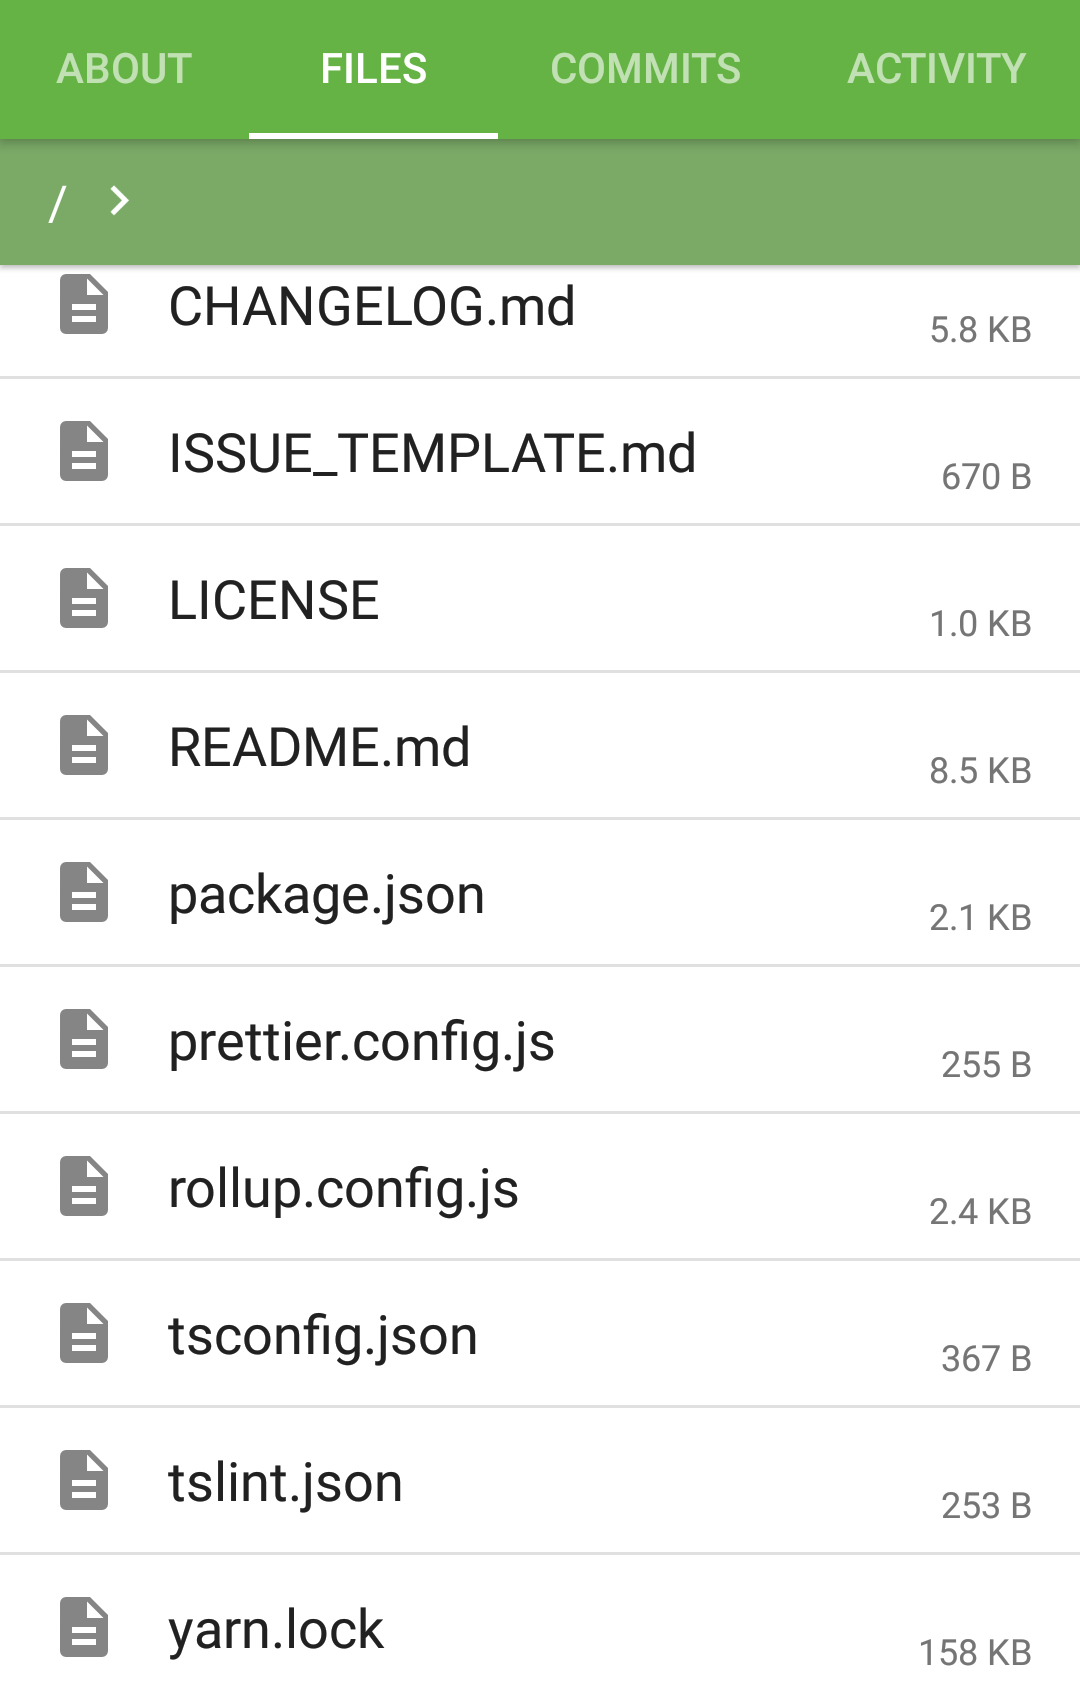 ABOUT FILES COMMITS ACTIVITY
/ >
CHANGELOG.md 5.8 KB
ISSUE_TEMPLATE.md 670 B
LICENSE 1.0 KB
README.md 8.5 KB
package.json 2.1 KB
prettier.config.js 255 B
rollup.config.js 2.4 KB
tsconfig.json 367 B
tslint.json 253 B
yarn.lock 158 KB